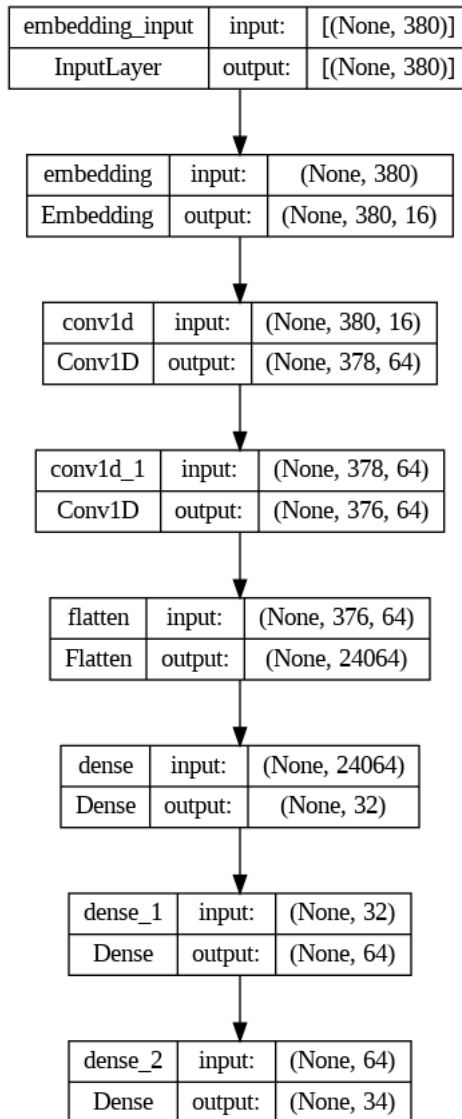 embedding_input input: [(None, 380)]
InputLayer output: [(None, 380)]
embedding input: (None, 380)
Embedding output: (None, 380, 16)
conv1d input: (None, 380, 16)
Conv1D output: (None, 378, 64)
conv1d_1 input: (None, 378, 64)
Conv1D output: (None, 376, 64)
flatten input: (None, 376, 64)
Flatten output: (None, 24064)
dense input: (None, 24064)
Dense output: (None, 32)
dense_1 input: (None, 32)
Dense output: (None, 64)
dense_2 input: (None, 64)
Dense output: (None, 34)